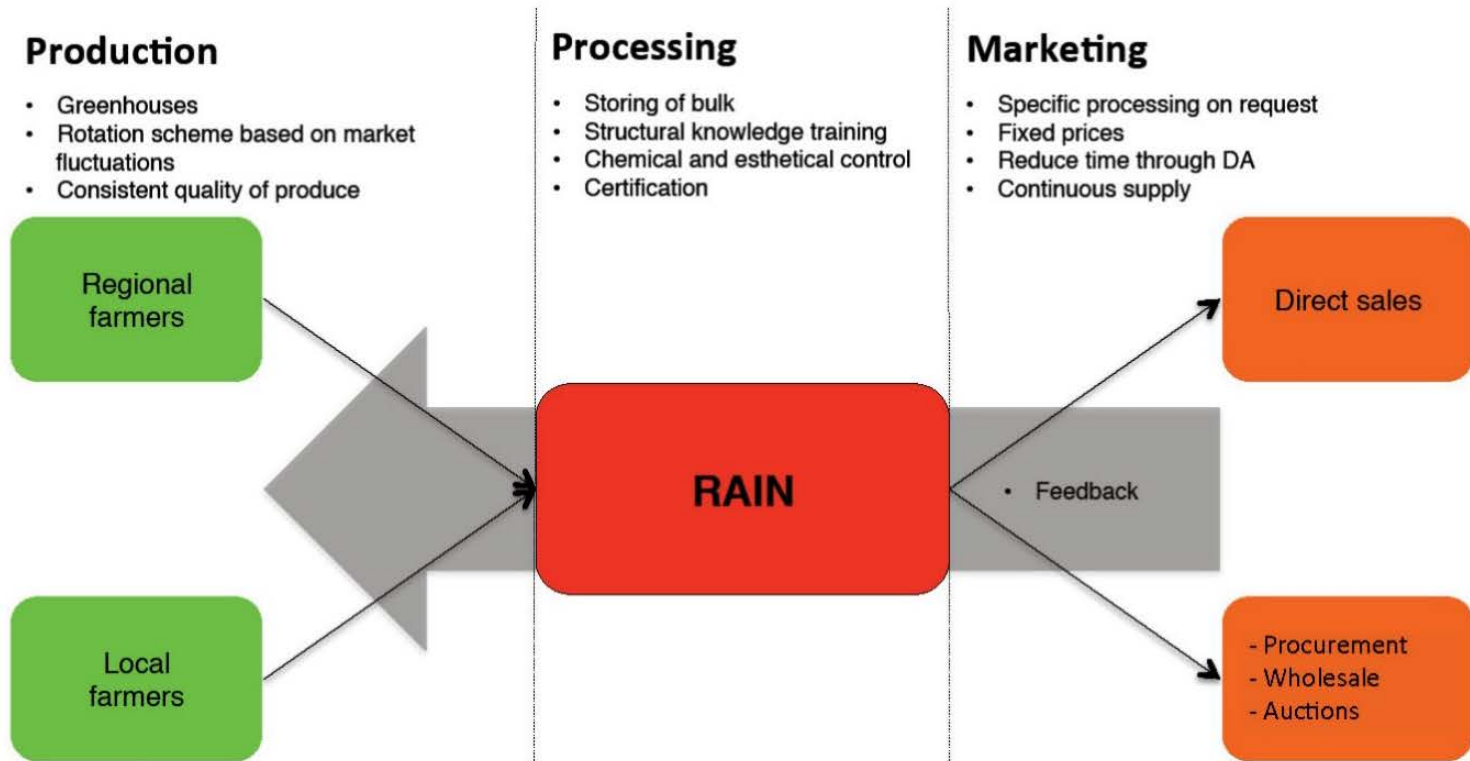 Production
• Greenhouses
• Rotation scheme based on market
fluctuations
• Consistent quality of produce
Processing
• Storing of bulk
• Structural knowledge training
• Chemical and esthetical control
• Certification
Marketing
• Specific processing on request
• Fixed prices
• Reduce time through DA
• Continuous supply
Regional
farmers
Direct sales
RAIN
• Feedback
Local
farmers
- Procurement
- Wholesale
- Auctions